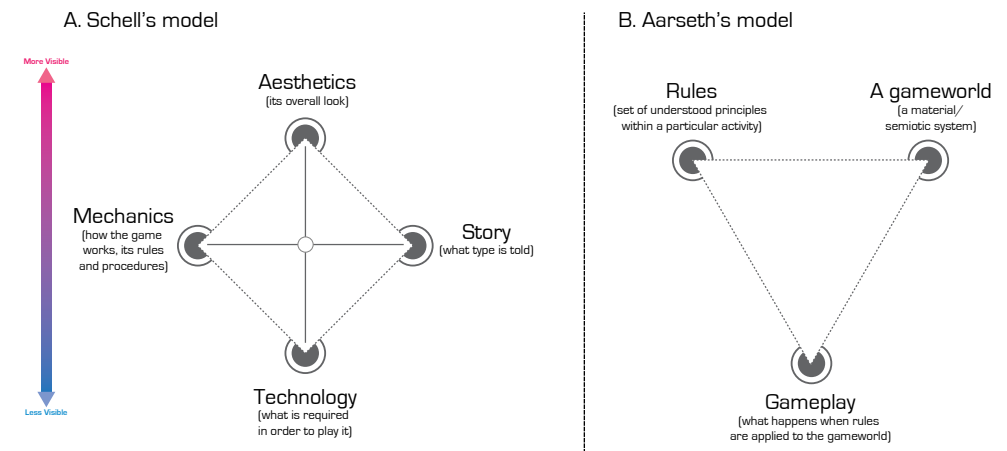 A. Schell's model
More Visible
Aesthetics
(its overall look)
Mechanics
(how the game
works, its rules
and procedures)
Story
(what type is told)
Technology
(what is required
in order to play it)
Less Visible
B. Aarseth's model
Rules
(set of understood principles
within a particular activity)
A gameworld
(a material/
semiotic system)
Gameplay
(what happens when rules
are applied to the gameworld)